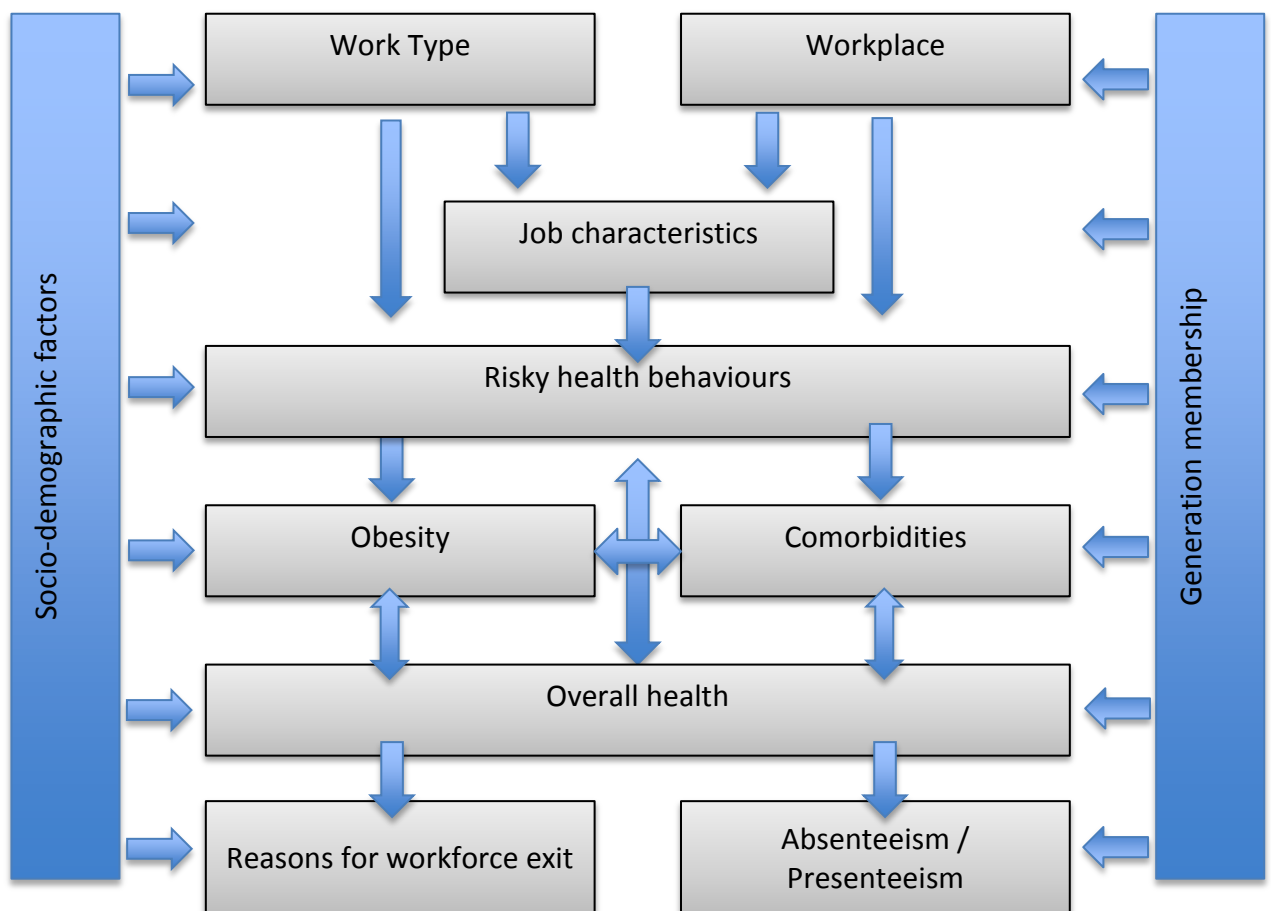 Work Type
Workplace
Socio-demographic factors
Job characteristics
Generation membership
Risky health behaviours
Obesity
Comorbidities
Overall health
Reasons for workforce exit
Absenteeism /
Presenteeism